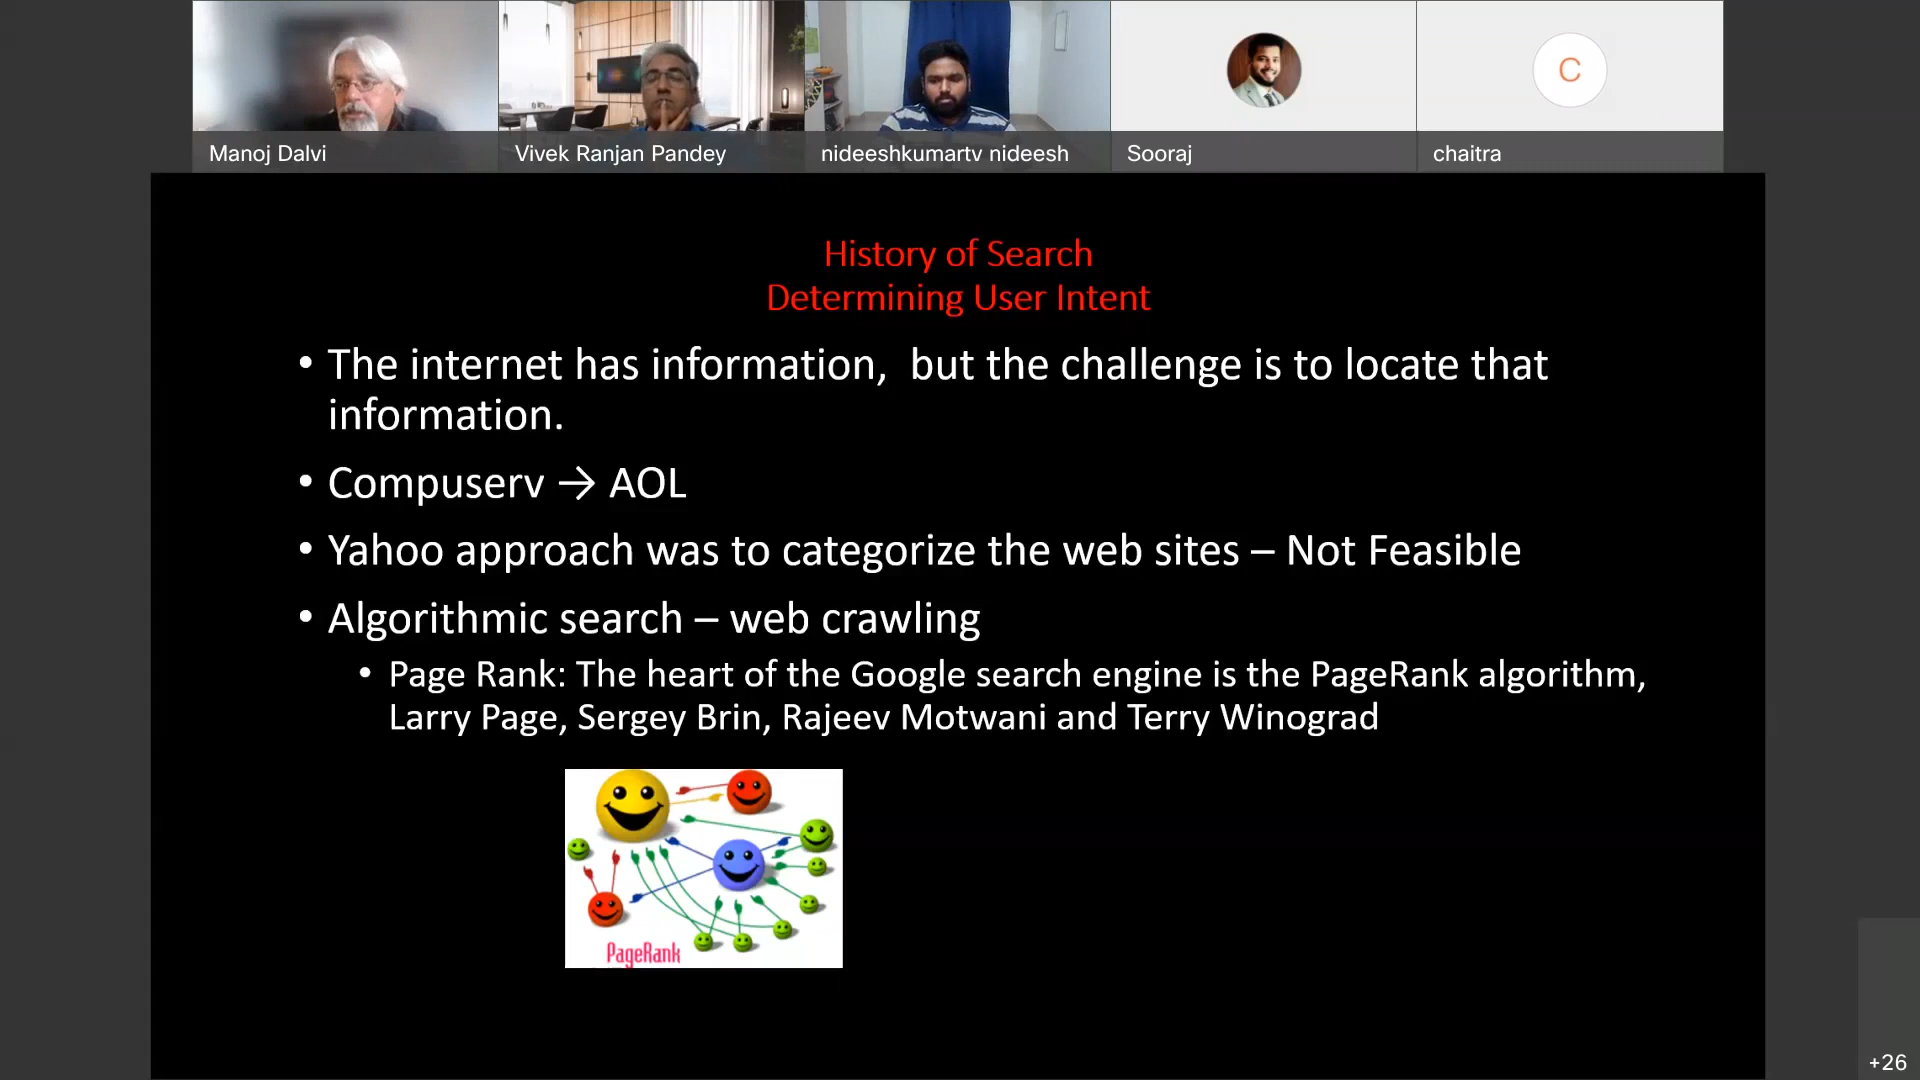 Manoj Dalvi
Vivek Ranjan Pandey
nideeshkumartv nideesh
Sooraj
C
chaitra
History of Search
Determining User Intent
• The internet has information,  but the challenge is to locate that
information.
• Compuserv → AOL
• Yahoo approach was to categorize the web sites – Not Feasible
• Algorithmic search – web crawling
• Page Rank: The heart of the Google search engine is the PageRank algorithm,
Larry Page, Sergey Brin, Rajeev Motwani and Terry Winograd
PageRank
+26